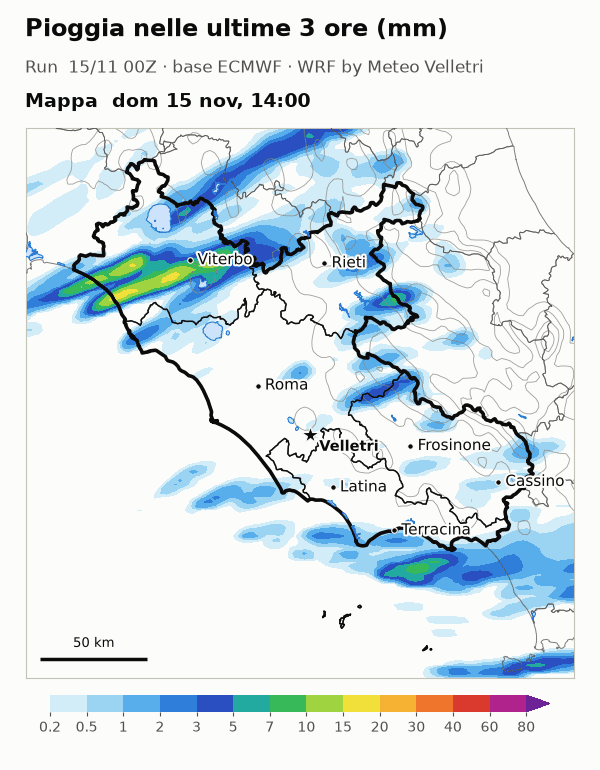 Pioggia nelle ultime 3 ore (mm)
Run  15/11 00Z · base ECMWF · WRF by Meteo Velletri
Mappa  dom 15 nov, 14:00
Viterbo
Rieti
Roma
Velletri
Frosinone
Latina
Cassino
Terracina
50 km
0.2 0.5 1 2 3 5 7 10 15 20 30 40 60 80